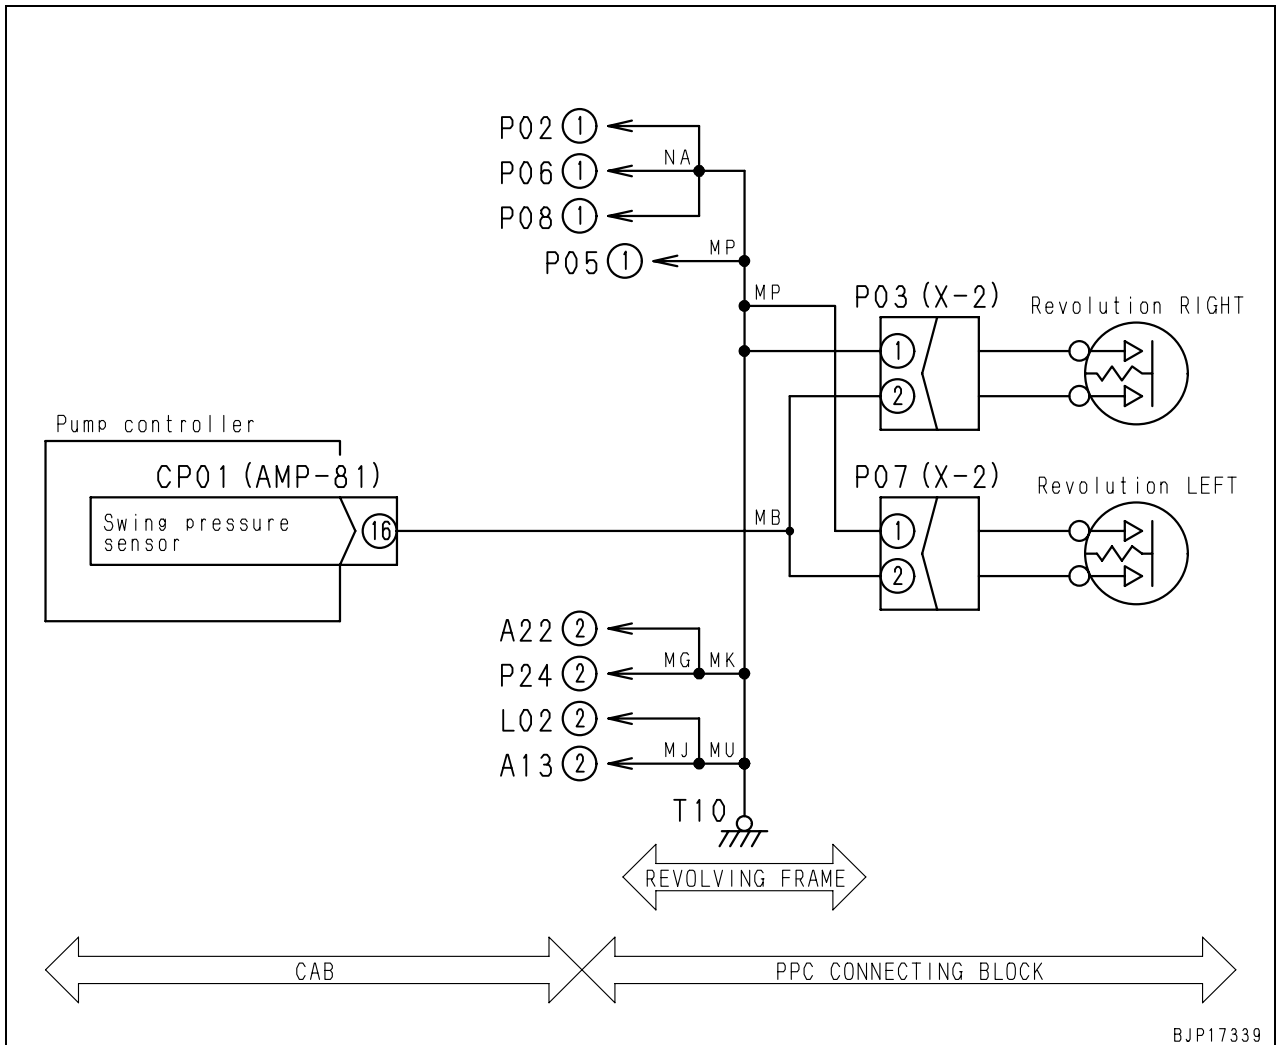 P02 1
NA
P06 1
P08 1
MP
P05 1
MP
P03 (X-2)
Revolution RIGHT
1
2
Pump controller
CP01 (AMP-81)
Swing pressure
sensor
16
MB
P07 (X-2)
Revolution LEFT
1
2
A22 2
MG MK
P24 2
L02 2
MJ MU
A13 2
T10
REVOLVING FRAME
CAB
PPC CONNECTING BLOCK
BJP17339